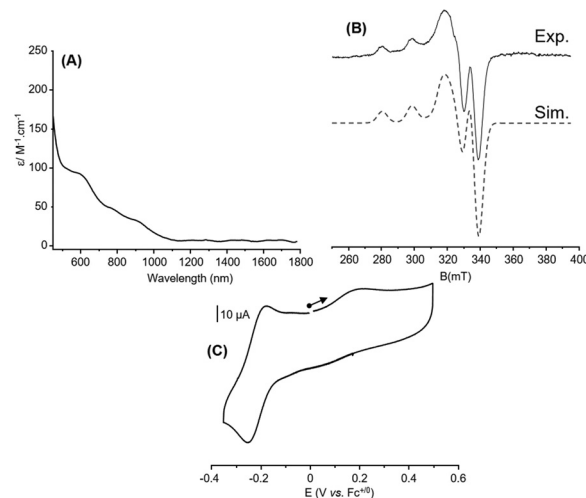 (A)
ε/ M⁻¹.cm⁻¹
250
200
150
100
50
0
600 800 1000 1200 1400 1600 1800
Wavelength (nm)
(B)
Exp.
Sim.
260 280 300 320 340 360 380 400
B(mT)
10 µA
(C)
-0.4 -0.2 0 0.2 0.4 0.6
E (V vs. Fc⁺/⁰)